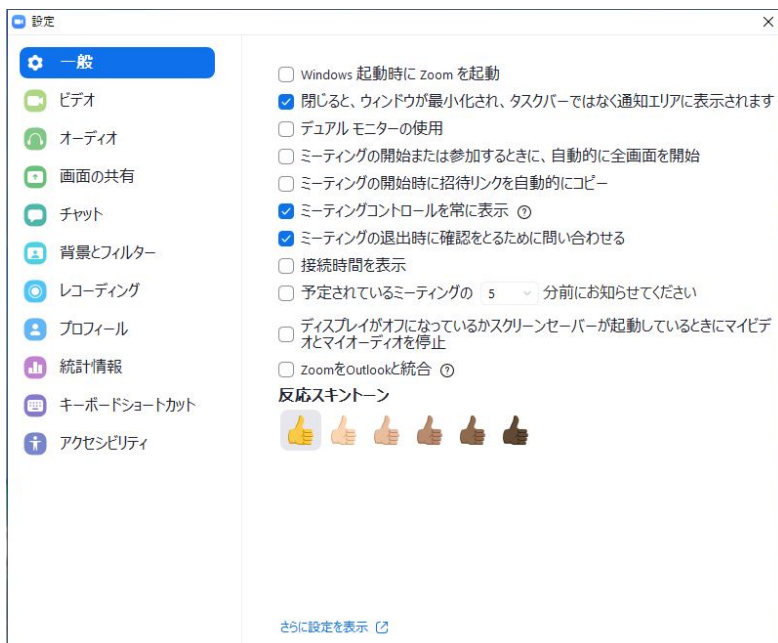 設定
一般
ビデオ
オーディオ
画面の共有
チャット
背景とフィルター
レコーディング
プロフィール
統計情報
キーボードショートカット
アクセシビリティ
Windows 起動時に Zoom を起動
閉じると、ウィンドウが最小化され、タスクバーではなく通知エリアに表示されます
デュアル モニターの使用
ミーティングの開始または参加するときに、自動的に全画面を開始
ミーティングの開始時に招待リンクを自動的にコピー
ミーティングコントロールを常に表示
ミーティングの退出時に確認をとるために問い合わせる
接続時間を表示
予定されているミーティングの 5 分前にお知らせてください
ディスプレイがオフになっているかスクリーンセーバーが起動しているときにマイビデ
オとマイオーディオを停止
ZoomをOutlookと統合
反応スキントーン
さらに設定を表示